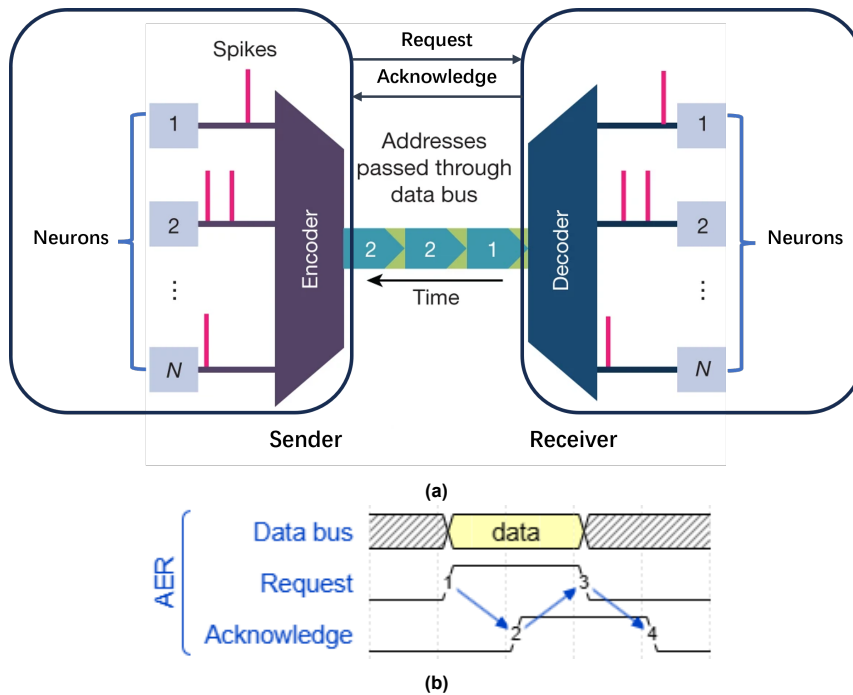 Request
Spikes
Acknowledge
1
1
Addresses
passed through
data bus
Neurons
2
Encoder
2
2
1
Decoder
2
Neurons
Time
⋮
⋮
N
N
Sender
Receiver
(a)
AER
Data bus
data
Request
1
3
Acknowledge
2
4
(b)